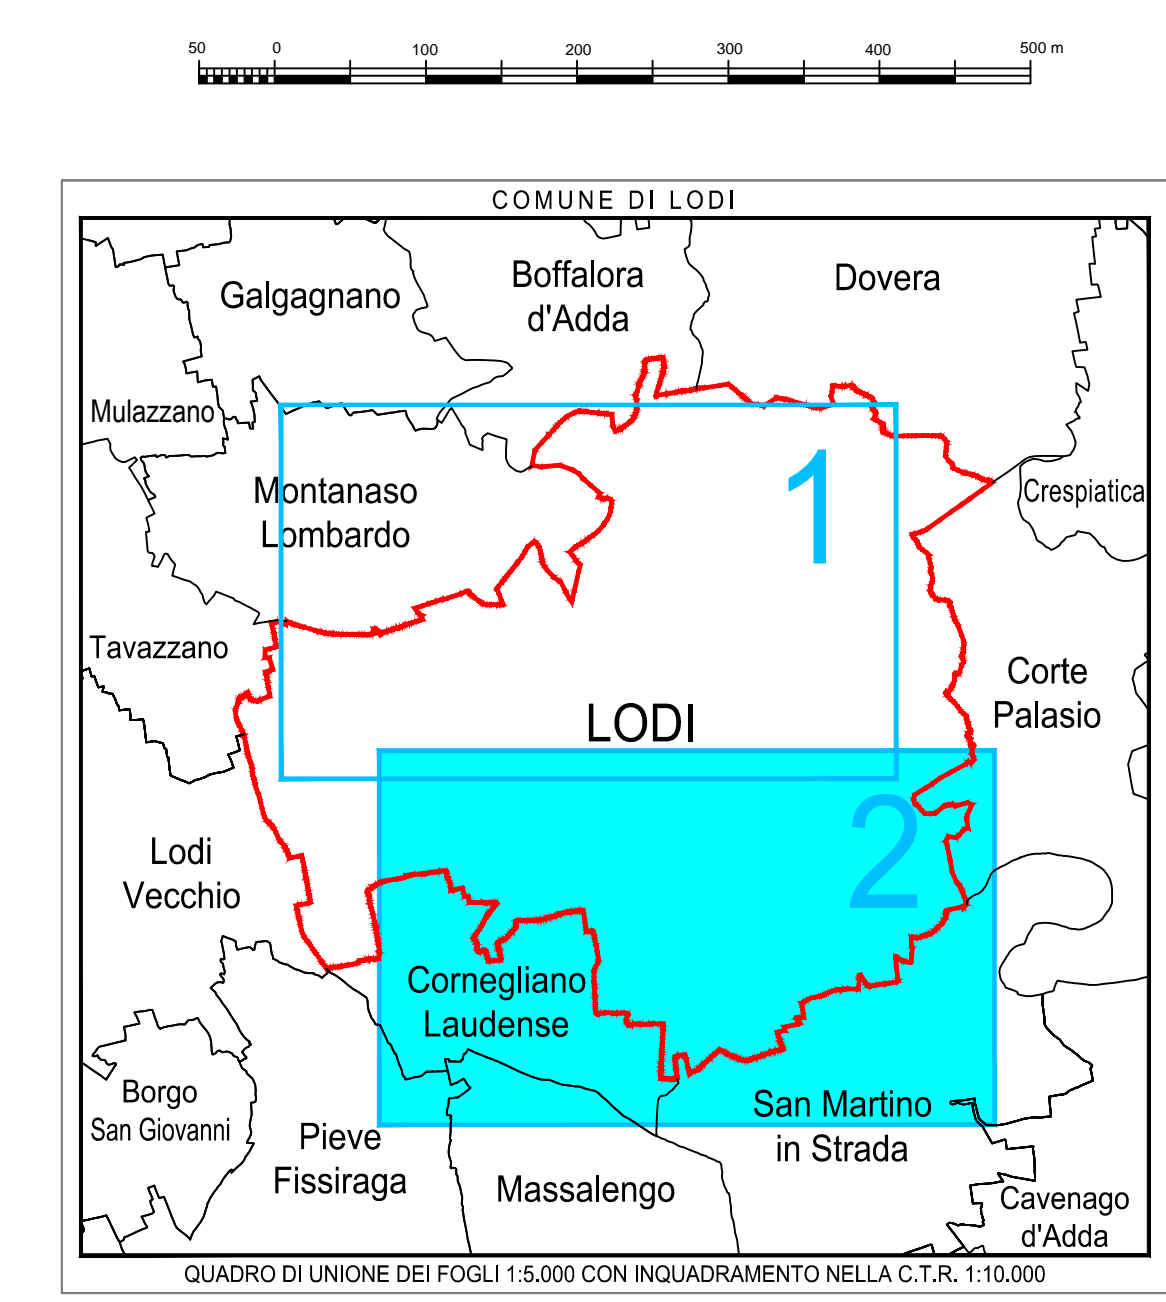 50 0 100 200 300 400 500 m
COMUNE DI LODI
Galgagnano
Boffalora
d'Adda
Dovera
Mulazzano
Montanaso
Lombardo
1
Crespiatica
Tavazzano
Corte
Palasio
LODI
2
Lodi
Vecchio
Cornegliano
Laudense
Borgo
San Giovanni
Pieve
Fissiraga
Massalengo
San Martino
in Strada
Cavenago
d'Adda
QUADRO DI UNIONE DEI FOGLI 1:5.000 CON INQUADRAMENTO NELLA C.T.R. 1:10.000